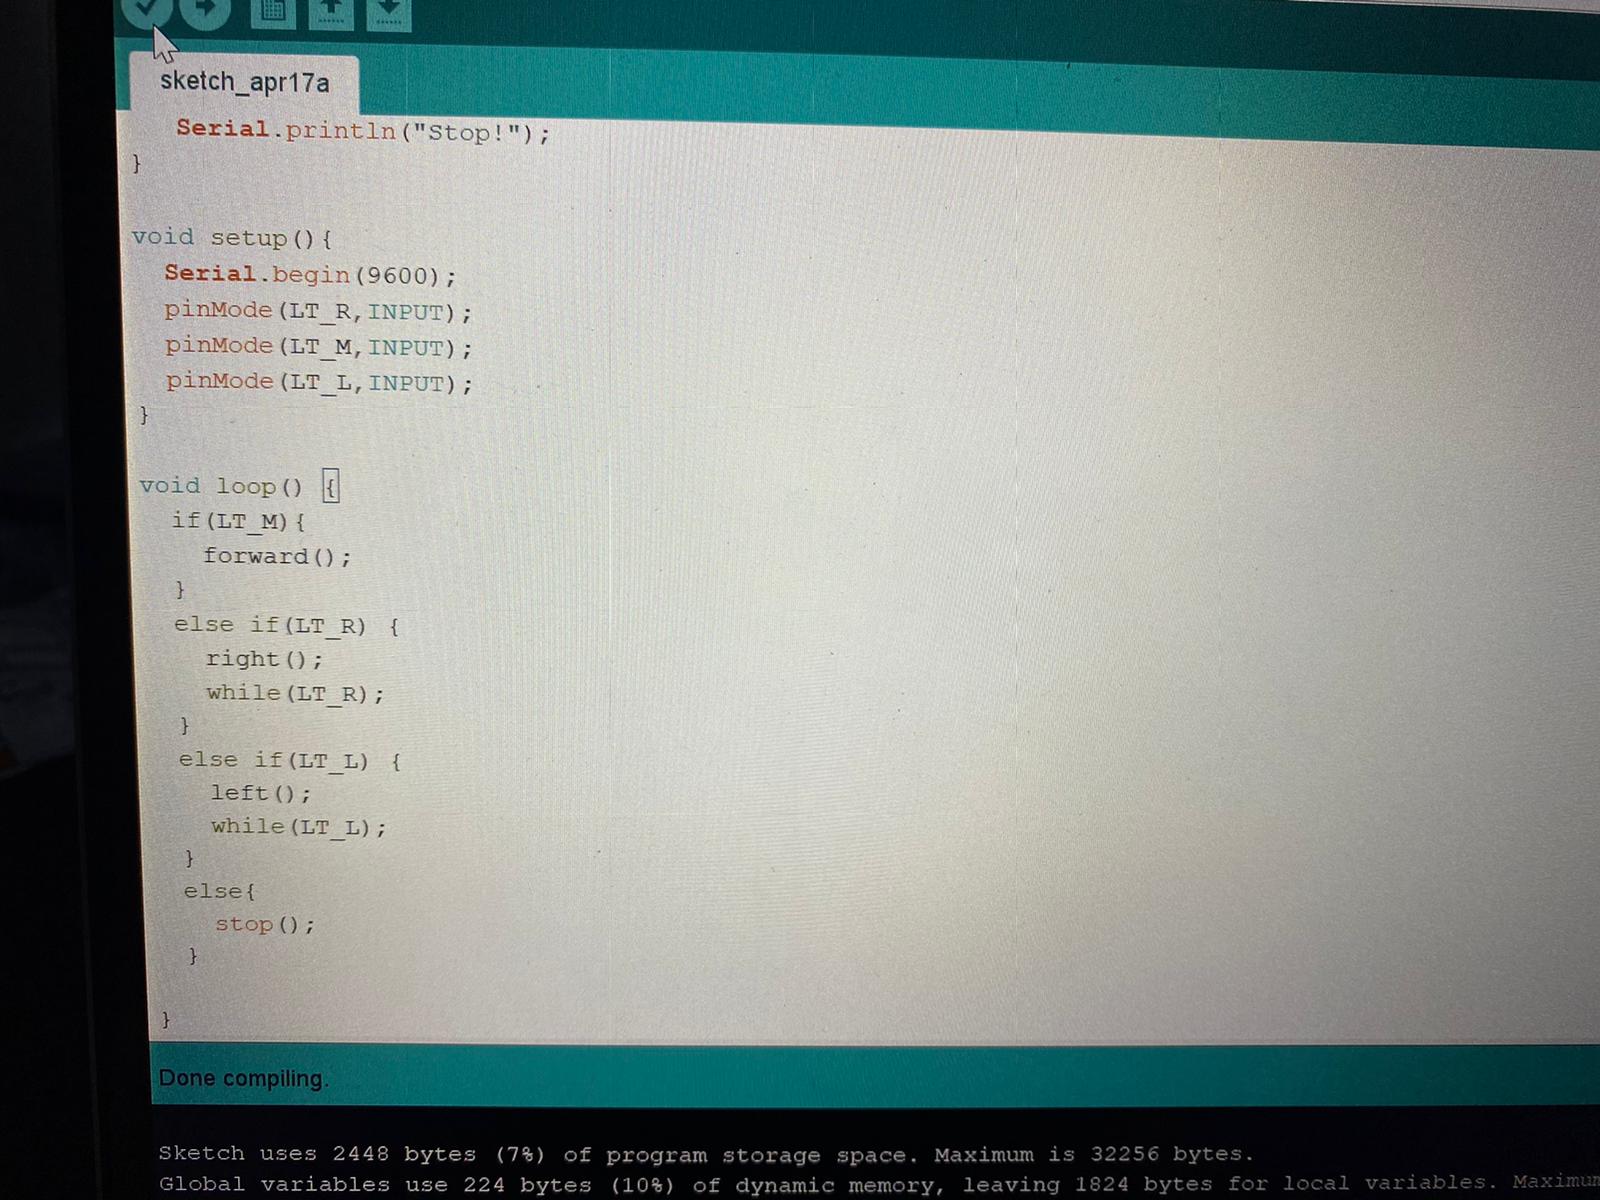 sketch_apr17a
Serial.println("Stop!");
}
void setup(){
Serial.begin(9600);
pinMode(LT_R,INPUT);
pinMode(LT_M,INPUT);
pinMode(LT_L,INPUT);
}
void loop() {
if(LT_M){
forward();
}
else if(LT_R) {
right();
while(LT_R);
}
else if(LT_L) {
left();
while(LT_L);
}
else{
stop();
}
}
Done compiling.
Sketch uses 2448 bytes (7%) of program storage space. Maximum is 32256 bytes.
Global variables use 224 bytes (10%) of dynamic memory, leaving 1824 bytes for local variables. Maximum